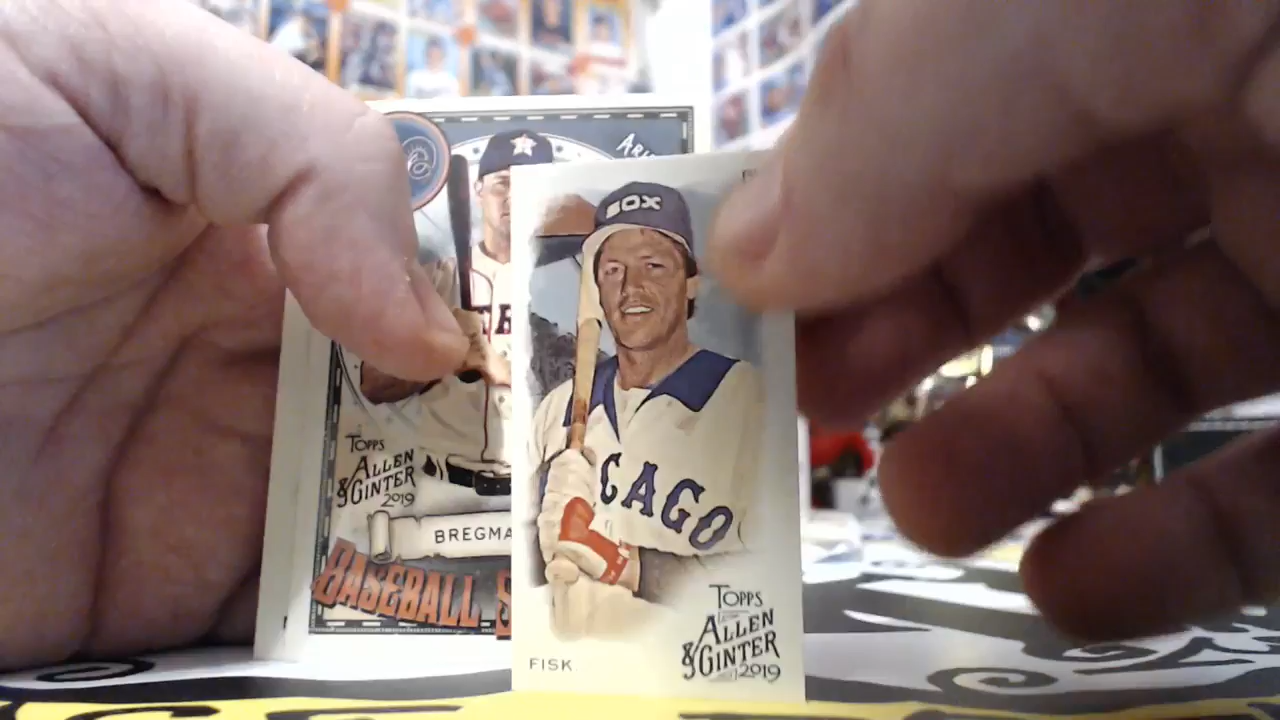 SOX
CAGO
TOPPS
ALLEN
& GINTER
2019
FISK
TOPPS
ALLEN
& GINTER
2019
BREGMA
BASEBALL S